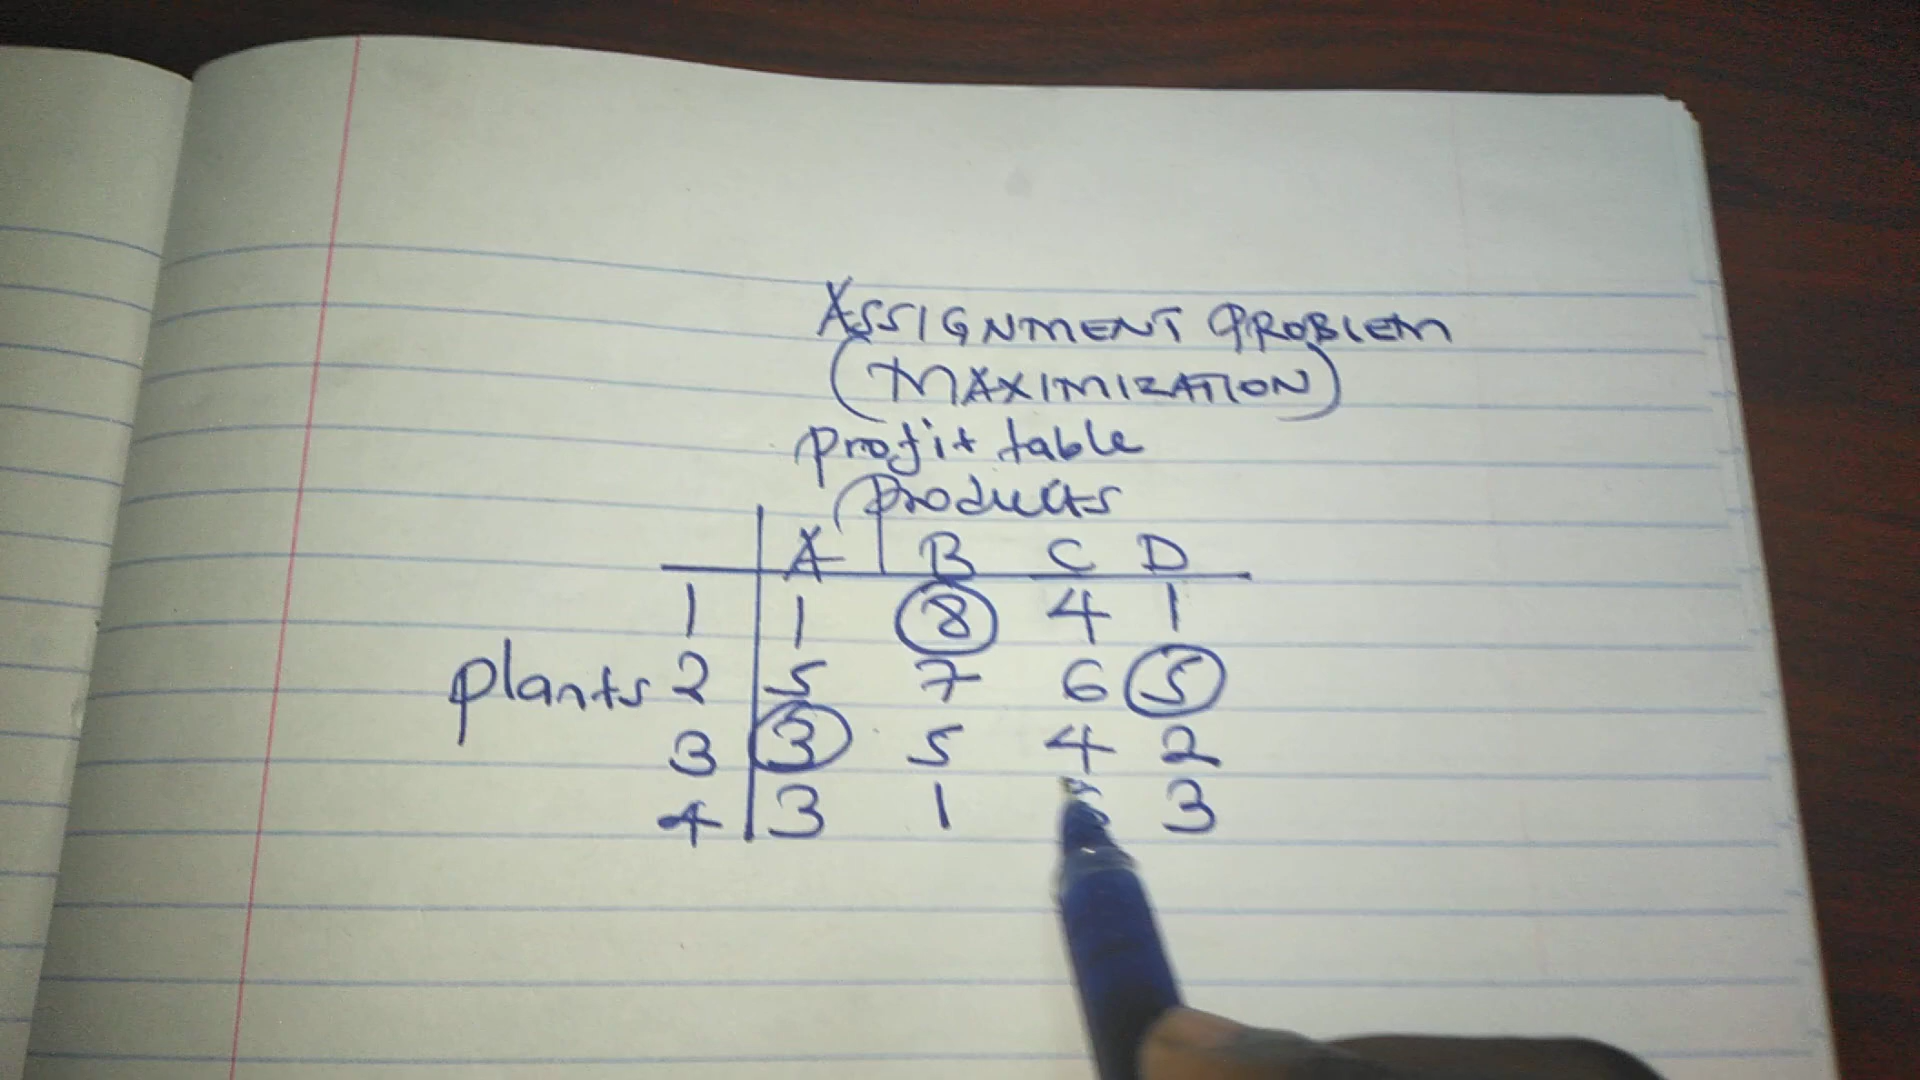 ASSIGNMENT PROBLEM
(MAXIMIZATION)
Profit table
Products
A B C D
1 1 8 4 1
plants 2 5 7 6 5
3 3 5 4 2
4 3 1 3